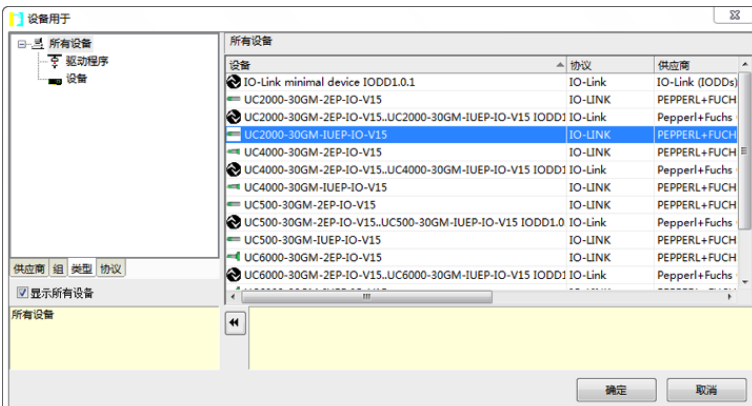 设备用于
所有设备
驱动程序
设备
供应商 组 类型 协议
显示所有设备
所有设备
所有设备
设备 协议 供应商
IO-Link minimal device IODD1.0.1 IO-Link IO-Link (IODDs)
UC2000-30GM-2EP-IO-V15 IO-LINK PEPPERL+FUCH
UC2000-30GM-2EP-IO-V15..UC2000-30GM-IUEP-IO-V15 IODD1 IO-Link Pepperl+Fuchs
UC2000-30GM-IUEP-IO-V15 IO-LINK PEPPERL+FUCH
UC4000-30GM-2EP-IO-V15 IO-LINK PEPPERL+FUCH
UC4000-30GM-2EP-IO-V15..UC4000-30GM-IUEP-IO-V15 IODD1 IO-Link Pepperl+Fuchs
UC4000-30GM-IUEP-IO-V15 IO-LINK PEPPERL+FUCH
UC500-30GM-2EP-IO-V15 IO-LINK PEPPERL+FUCH
UC500-30GM-2EP-IO-V15..UC500-30GM-IUEP-IO-V15 IODD1.0 IO-Link Pepperl+Fuchs
UC500-30GM-IUEP-IO-V15 IO-LINK PEPPERL+FUCH
UC6000-30GM-2EP-IO-V15 IO-LINK PEPPERL+FUCH
UC6000-30GM-2EP-IO-V15..UC6000-30GM-IUEP-IO-V15 IODD1 IO-Link Pepperl+Fuchs
确定 取消